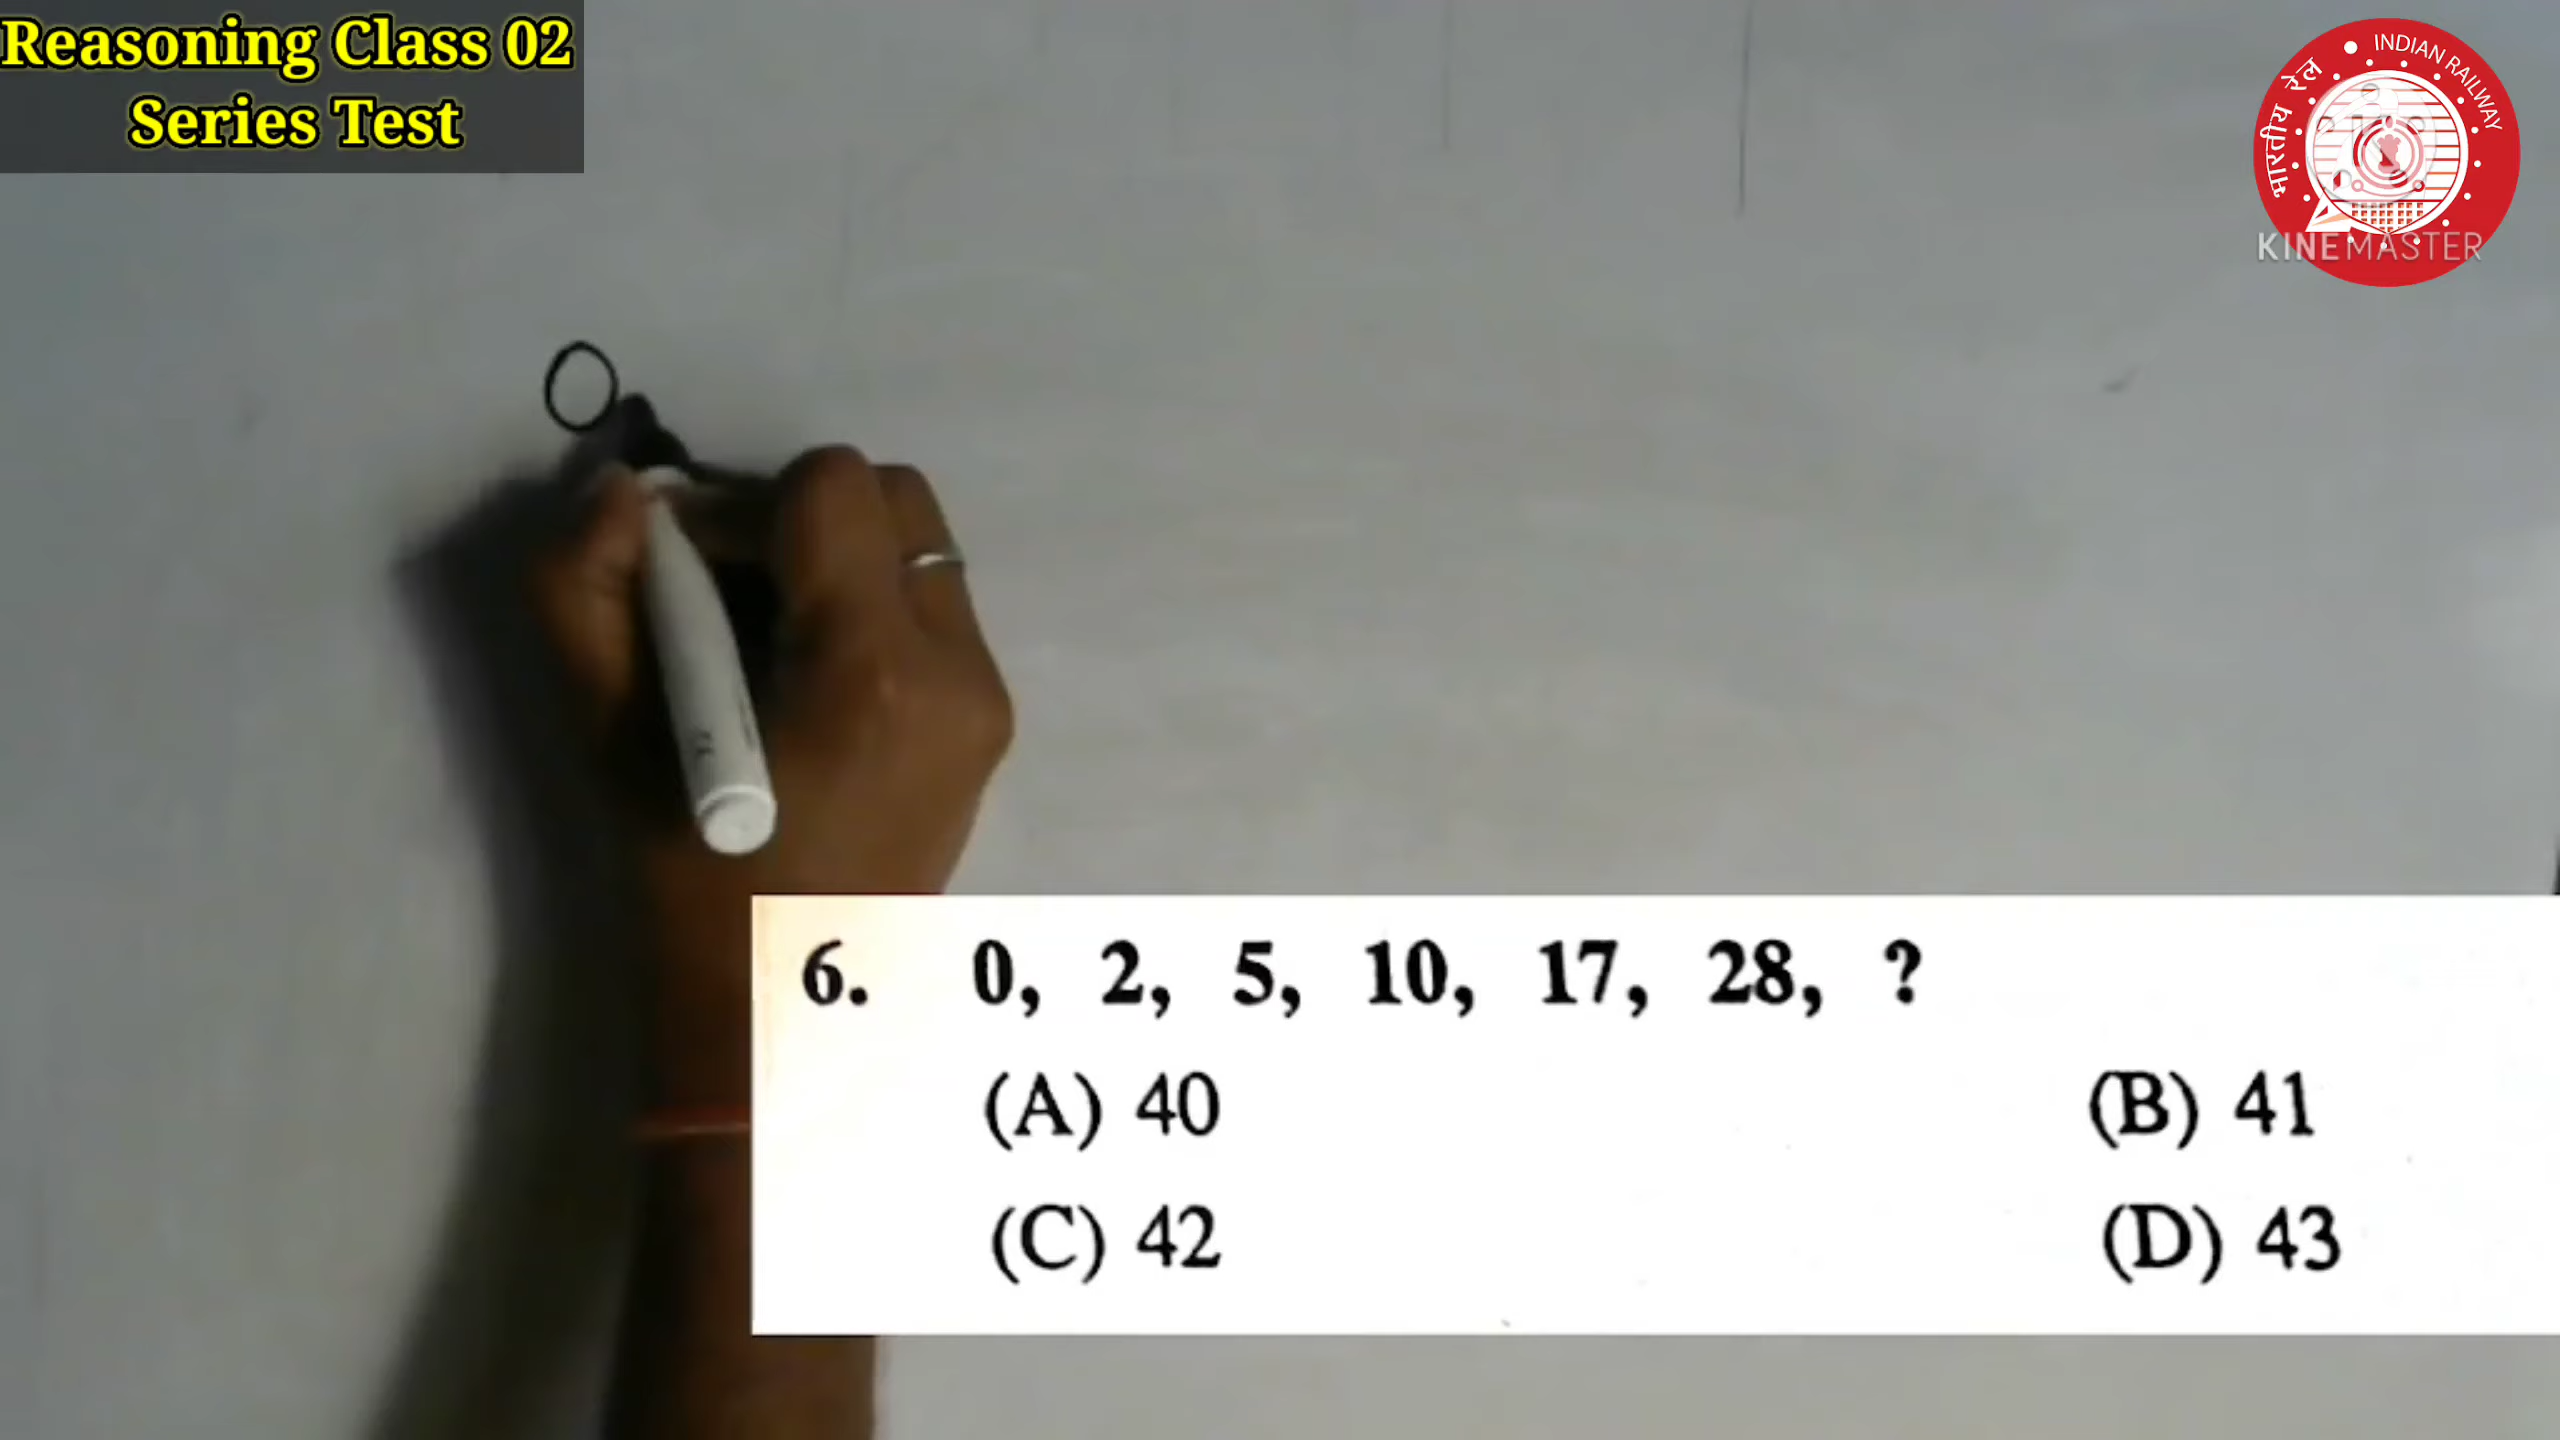 Reasoning Class 02
Series Test
भारतीय रेल
INDIAN RAILWAY
KINEMASTER
0
6. 0, 2, 5, 10, 17, 28, ?
(A) 40 (B) 41
(C) 42 (D) 43